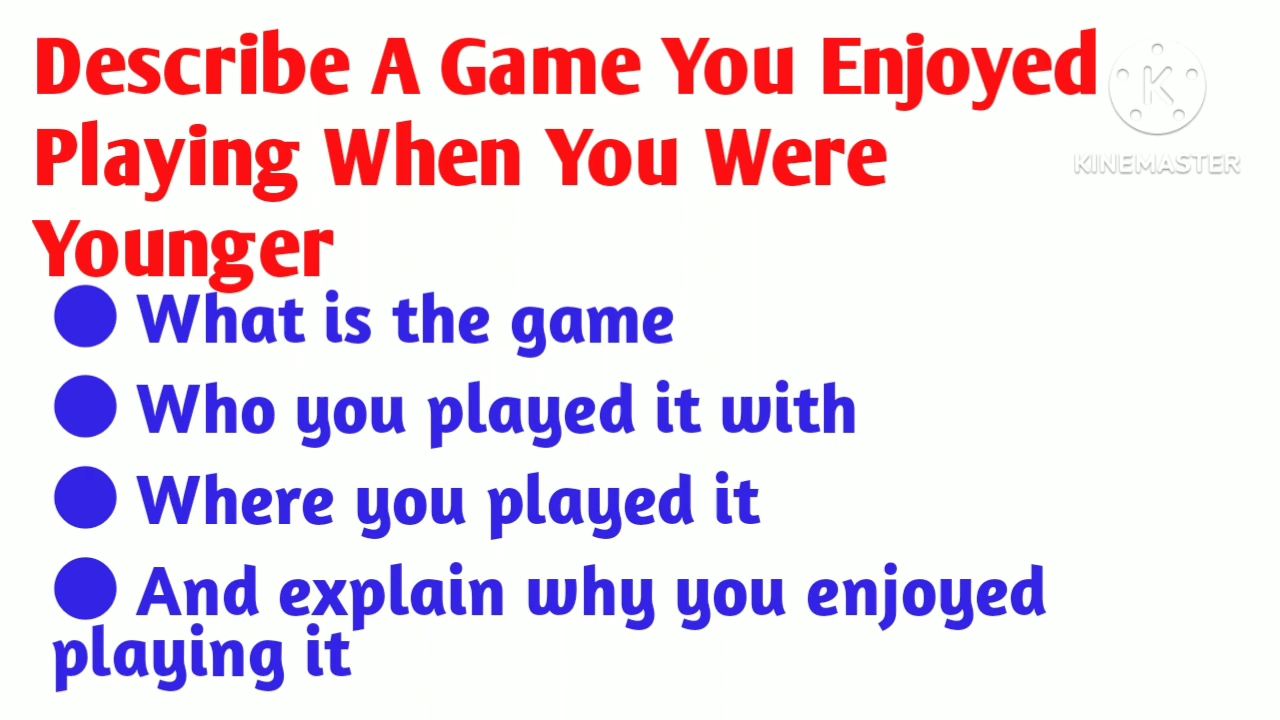 Describe A Game You Enjoyed
Playing When You Were
Younger
K
KINEMASTER
● What is the game
● Who you played it with
● Where you played it
● And explain why you enjoyed
playing it